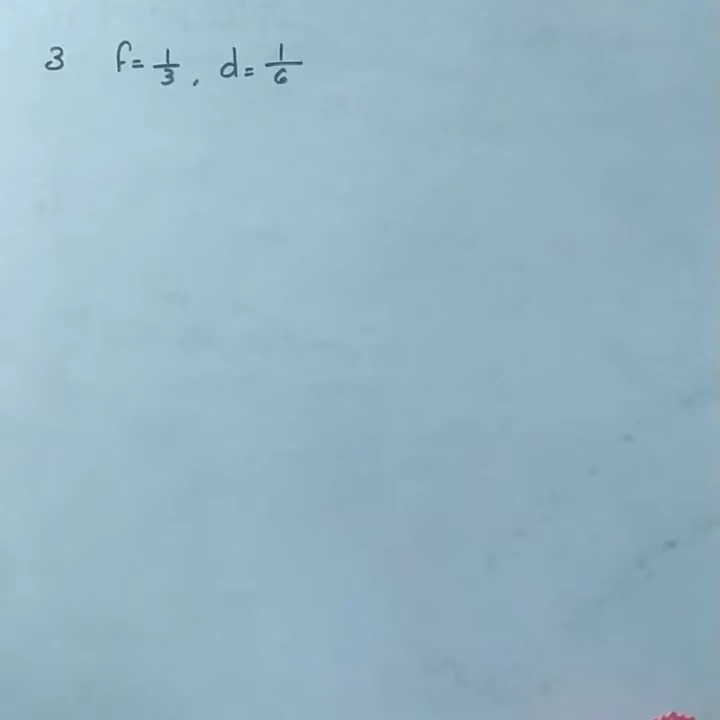 3 f= 1/3, d= 1/6